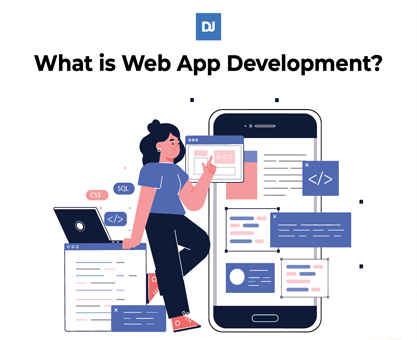 DJ
What is Web App Development?
</>
CSS
SQL
</>